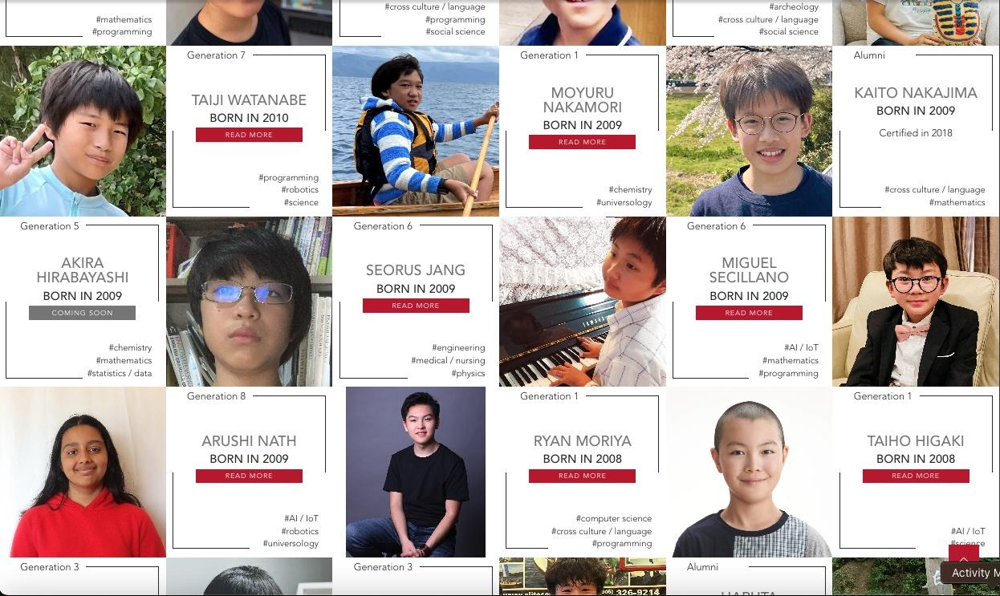 #mathematics
#programming
#cross culture / language
#programming
#social science
#archeology
#cross culture / language
#social science
Generation 7
TAIJI WATANABE
BORN IN 2010
READ MORE
#programming
#robotics
#science
Generation 1
MOYURU
NAKAMORI
BORN IN 2009
READ MORE
#chemistry
#universology
Alumni
KAITO NAKAJIMA
BORN IN 2009
Certified in 2018
#cross culture / language
#mathematics
Generation 5
AKIRA
HIRABAYASHI
BORN IN 2009
COMING SOON
#chemistry
#mathematics
#statistics / data
Generation 6
SEORUS JANG
BORN IN 2009
READ MORE
#engineering
#medical / nursing
#physics
YAMAHA
Generation 6
MIGUEL
SECILLANO
BORN IN 2009
READ MORE
#AI / IoT
#mathematics
#programming
Generation 8
ARUSHI NATH
BORN IN 2009
READ MORE
#AI / IoT
#robotics
#universology
Generation 1
RYAN MORIYA
BORN IN 2008
READ MORE
#computer science
#cross culture / language
#programming
Generation 1
TAIHO HIGAKI
BORN IN 2008
READ MORE
#AI / IoT
#science
Generation 3
Generation 3
326-9214
Alumni
HARUTA
Activity M